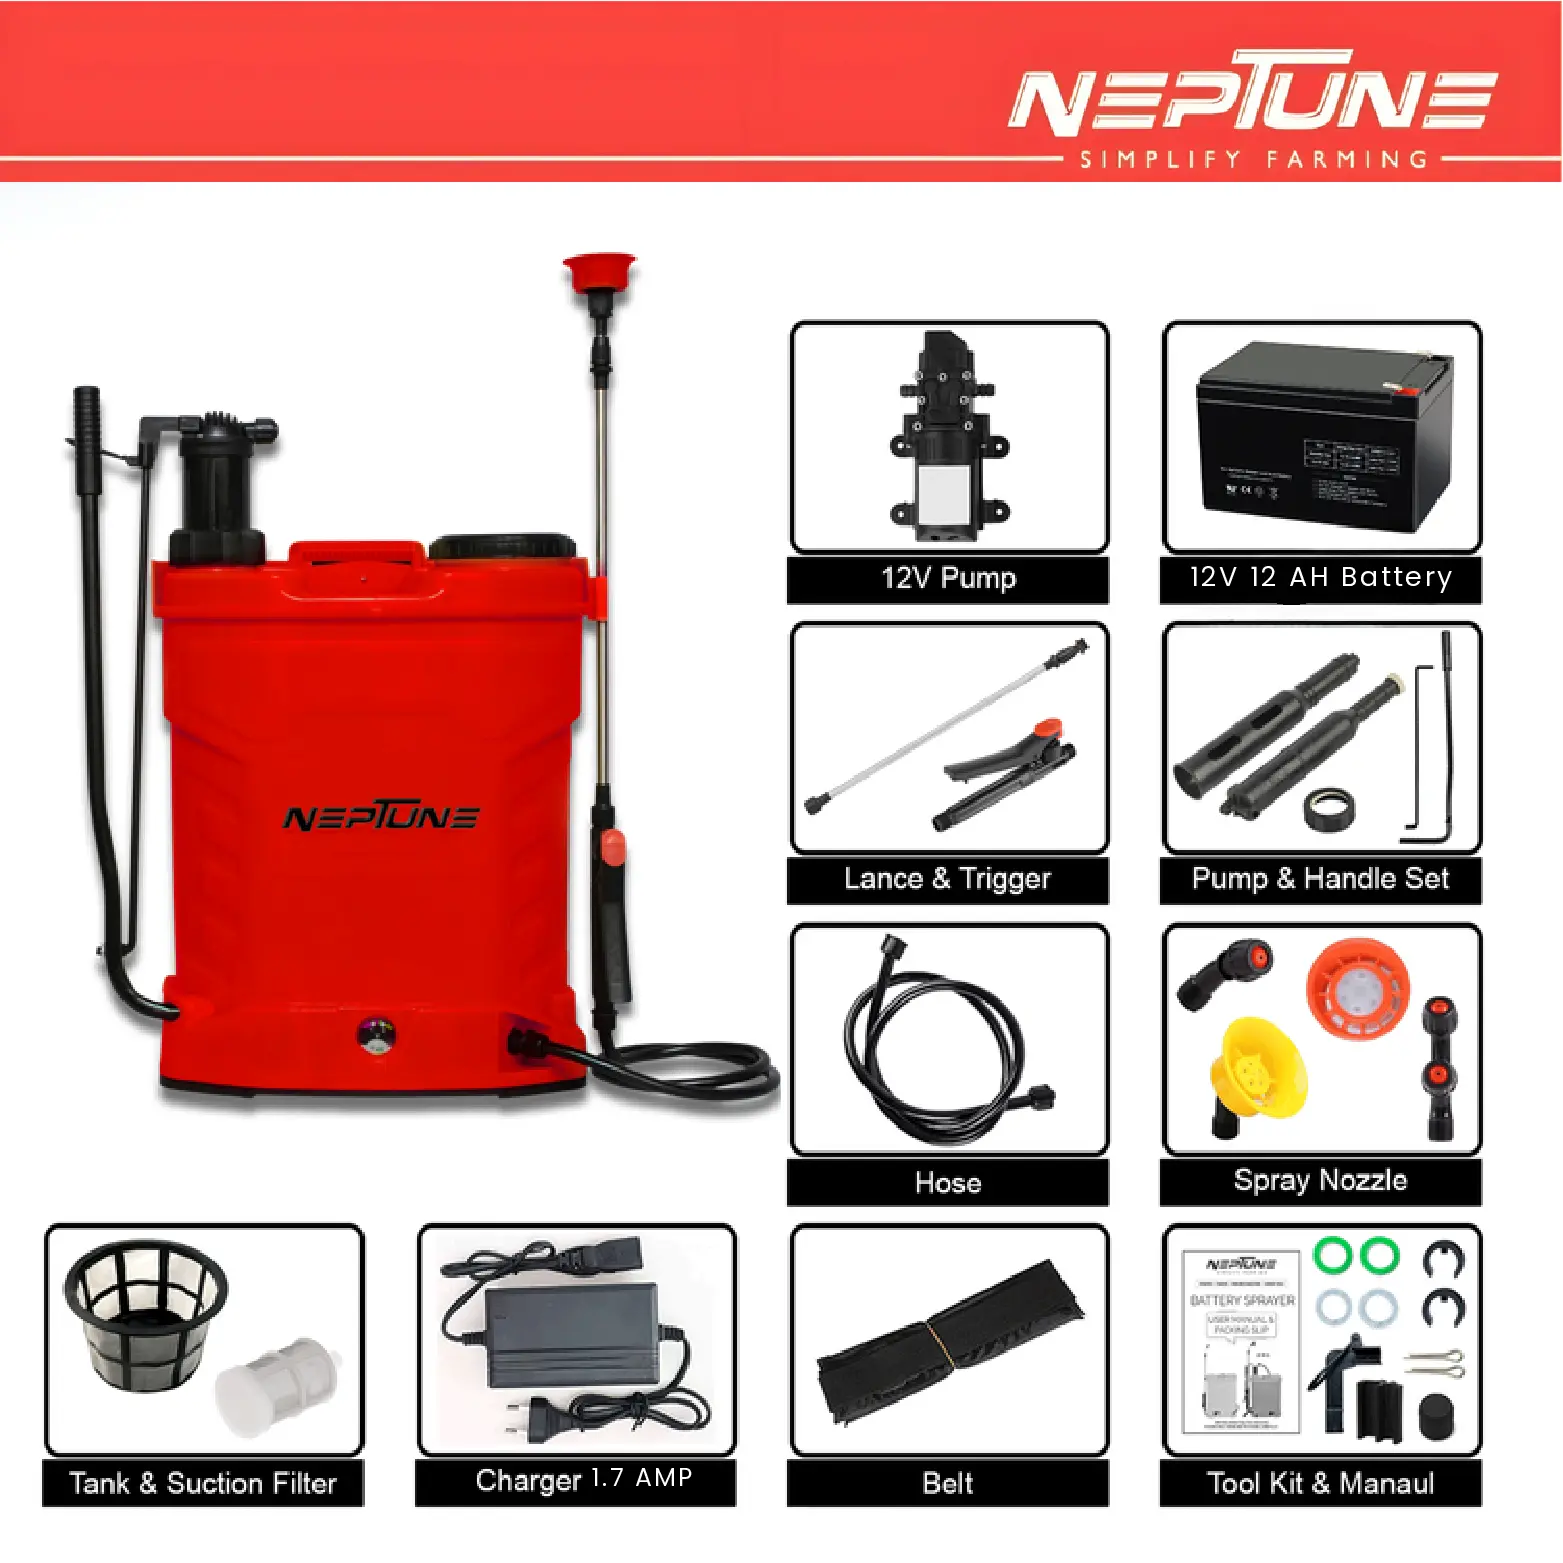 NEPTUNE
SIMPLIFY FARMING
NEPTUNE
12V Pump
12V 12 AH Battery
Lance & Trigger
Pump & Handle Set
Hose
Spray Nozzle
Tank & Suction Filter
Charger 1.7 AMP
Belt
NEPTUNE
BATTERY SPRAYER
USER MANUAL &
PACKING SLIP
Tool Kit & Manaul